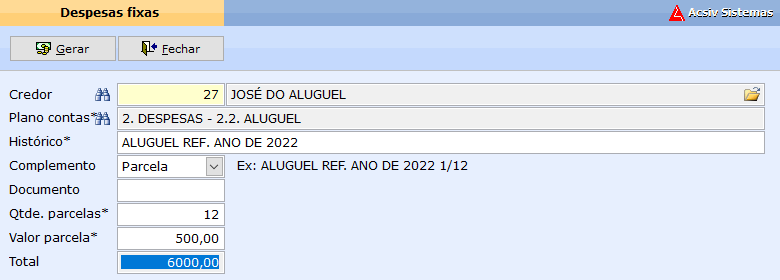 Despesas fixas
Acsiv Sistemas
Gerar Fechar
Credor 27 JOSÉ DO ALUGUEL
Plano contas* 2. DESPESAS - 2.2. ALUGUEL
Histórico* ALUGUEL REF. ANO DE 2022
Complemento Parcela Ex: ALUGUEL REF. ANO DE 2022 1/12
Documento
Qtde. parcelas* 12
Valor parcela* 500,00
Total 6000,00